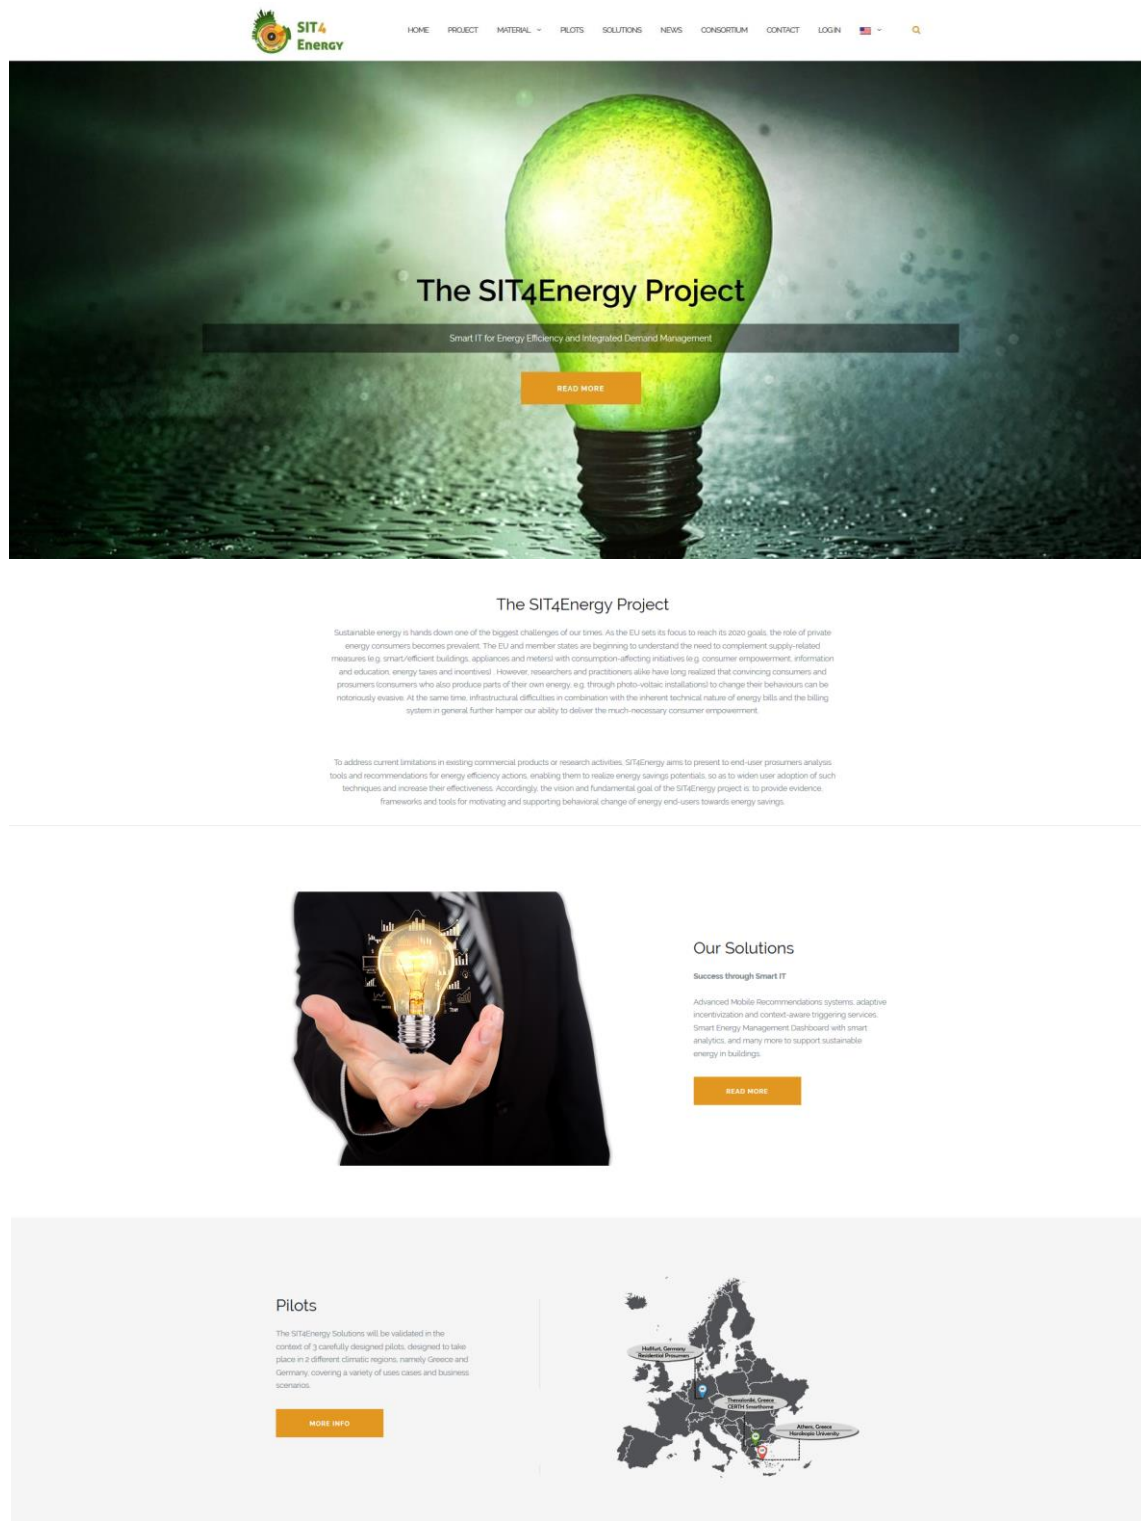 SIT4
Energy
HOME PROJECT MATERIAL PILOTS SOLUTIONS NEWS CONSORTIUM CONTACT LOGIN
The SIT4Energy Project
Smart IT for Energy Efficiency and Integrated Demand Management
READ MORE
The SIT4Energy Project
Sustainable energy is hands down one of the biggest challenges of our times. As the EU sets its focus to reach its 2020 goals, the role of private
energy consumers becomes prevalent. The EU and member states are beginning to understand the need to complement supply-related
measures (e.g. smart/efficient buildings, appliances and meters) with consumption-affecting initiatives (e.g. consumer empowerment, information
and education, energy taxes and incentives). However, researchers and practitioners alike have long realized that convincing consumers and
prosumers (consumers who also produce parts of their own energy, e.g. through photo-voltaic installations) to change their behaviours can be
notoriously evasive. At the same time, infrastructural difficulties in combination with the inherent technical nature of energy bills and the billing
system in general further hamper our ability to deliver the much-necessary consumer empowerment.
To address current limitations in existing commercial products or research activities, SIT4Energy aims to present to end-user prosumers analysis
tools and recommendations for energy efficiency actions, enabling them to realize energy savings potentials, so as to widen user adoption of such
techniques and increase their effectiveness. Accordingly, the vision and fundamental goal of the SIT4Energy project is: to provide evidence,
frameworks and tools for motivating and supporting behavioral change of energy end-users towards energy savings.
Our Solutions
Success through Smart IT
Advanced Mobile Recommendations systems, adaptive
incentivization and context-aware triggering services,
Smart Energy Management Dashboard with smart
analytics, and many more to support sustainable
energy in buildings.
READ MORE
Pilots
The SIT4Energy Solutions will be validated in the
context of 3 carefully designed pilots, designed to take
place in 2 different climatic regions, namely Greece and
Germany, covering a variety of uses cases and business
scenarios.
MORE INFO
Haßfurt, Germany
Residential Prosumers
Thessaloniki, Greece
CERTH Smarthome
Athens, Greece
Harokopio University